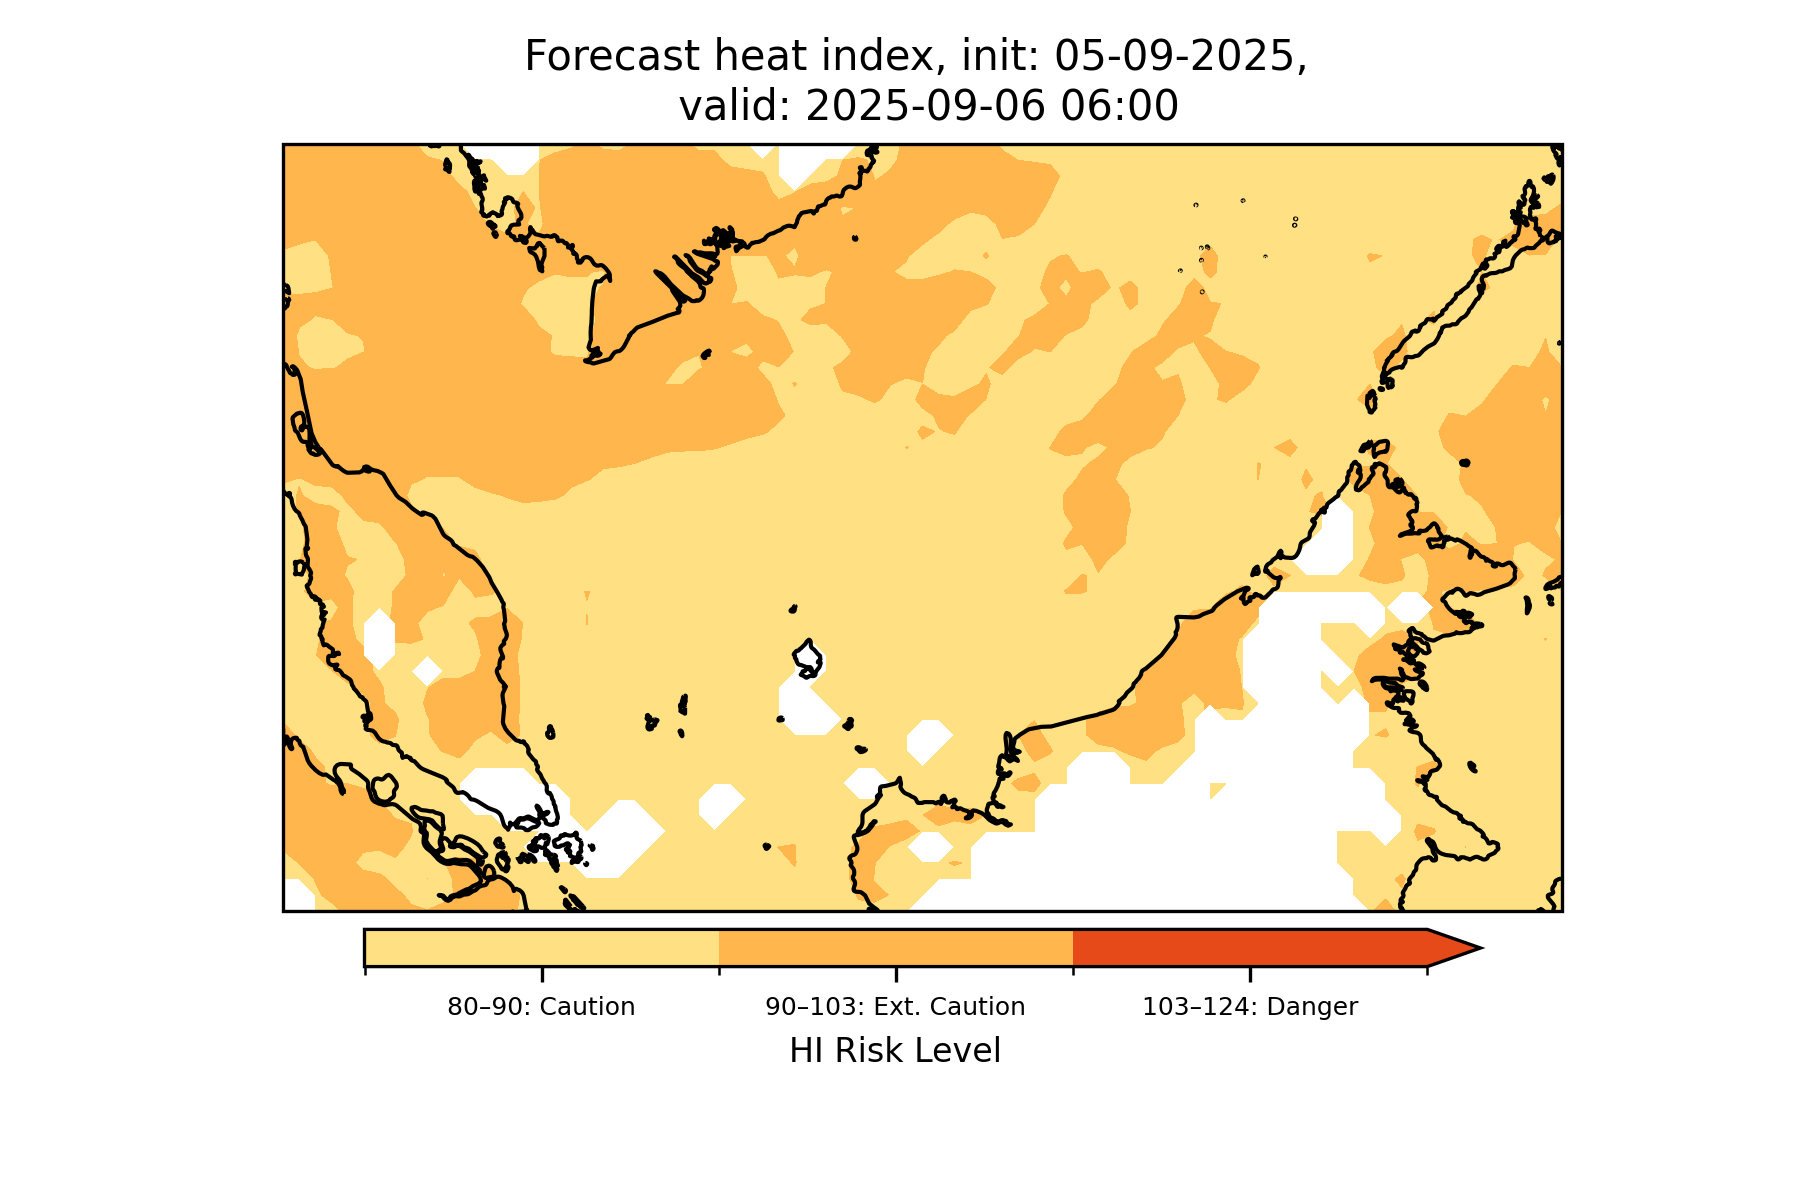 Forecast heat index, init: 05-09-2025,
valid: 2025-09-06 06:00
80–90: Caution
90–103: Ext. Caution
103–124: Danger
HI Risk Level